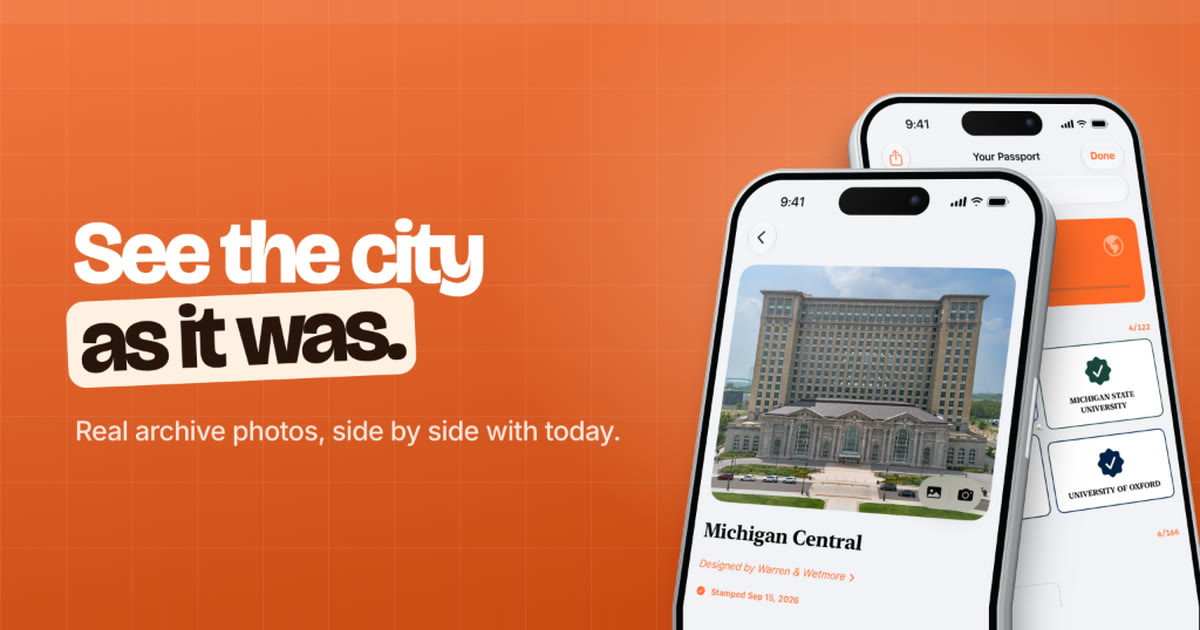 See the city
as it was.
Real archive photos, side by side with today.
9:41
Your Passport
Done
4/122
MICHIGAN STATE
UNIVERSITY
UNIVERSITY OF OXFORD
6/166
9:41
Michigan Central
Designed by Warren & Wetmore >
Stamped Sep 15, 2026